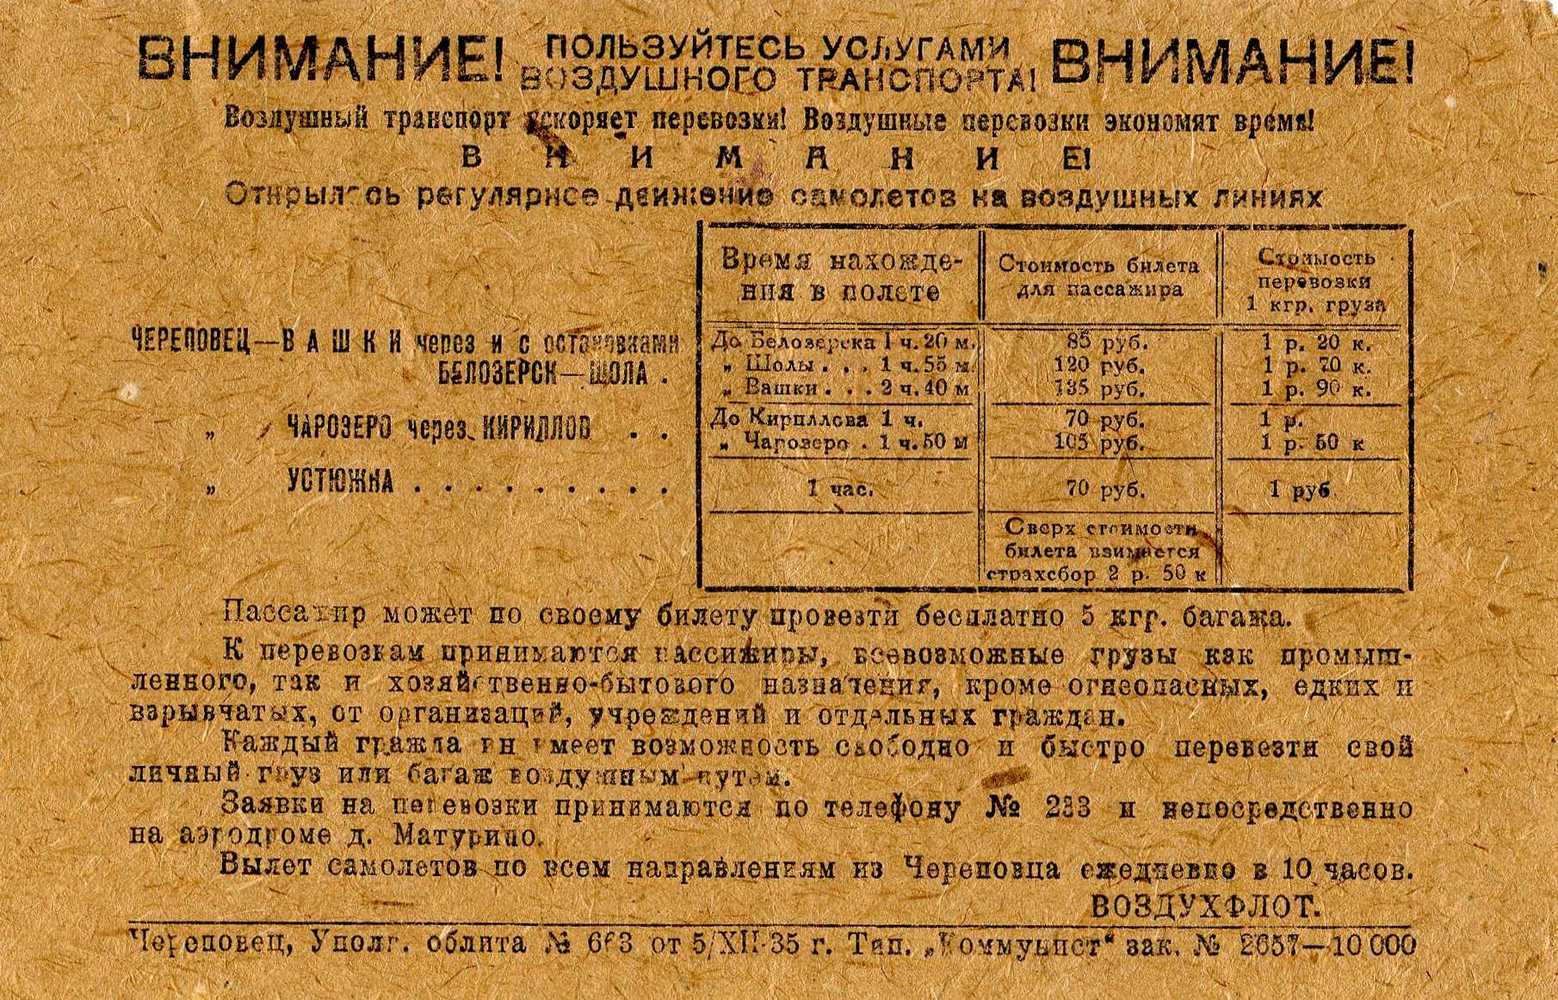 ВНИМАНИЕ! ПОЛЬЗУЙТЕСЬ УСЛУГАМИ ВОЗДУШНОГО ТРАНСПОРТА! ВНИМАНИЕ!
Воздушный транспорт ускоряет перевозки! Воздушные перевозки экономят время!
ВНИМАНИЕ!
Открылось регулярное движение самолетов на воздушных линиях
Время нахожде-
ния в полете
Стоимость билета
для пассажира
Стоимость
перевозки
1 кгр. груза
ЧЕРЕПОВЕЦ—ВАШКИ через и с остановками
БЕЛОЗЕРСК—ШОЛА .
До Белозерска 1 ч. 20 м. 85 руб. 1 р. 20 к.
„ Шолы . . . 1 ч. 55 м. 120 руб. 1 р. 70 к.
„ Вашки . . . 2 ч. 40 м 135 руб. 1 р. 90 к.
„ ЧАРОЗЕРО через КИРИЛЛОВ . .
До Кириллова 1 ч. 70 руб. 1 р.
„ Чарозеро . 1 ч. 50 м 105 руб. 1 р. 50 к
„ УСТЮЖНА . . . . . . . . . 1 час. 70 руб. 1 руб.
Сверх стоимости
билета взимается
страхсбор 2 р. 50 к
Пассажир может по своему билету провезти бесплатно 5 кгр. багажа.
К перевозкам принимаются пассажиры, всевозможные грузы как промыш-
ленного, так и хозяйственно-бытового назначения, кроме огнеопасных, едких и
взрывчатых, от организаций, учреждений и отдельных граждан.
Каждый гражданин имеет возможность свободно и быстро перевезти свой
личный груз или багаж воздушным путем.
Заявки на перевозки принимаются по телефону № 233 и непосредственно
на аэродроме д. Матурино.
Вылет самолетов по всем направлениям из Череповца ежедневно в 10 часов.
ВОЗДУХФЛОТ.
Череповец, Уполг. облита № 663 от 5/XII-35 г. Тип. „Коммунист“ зак. № 2657—10 000